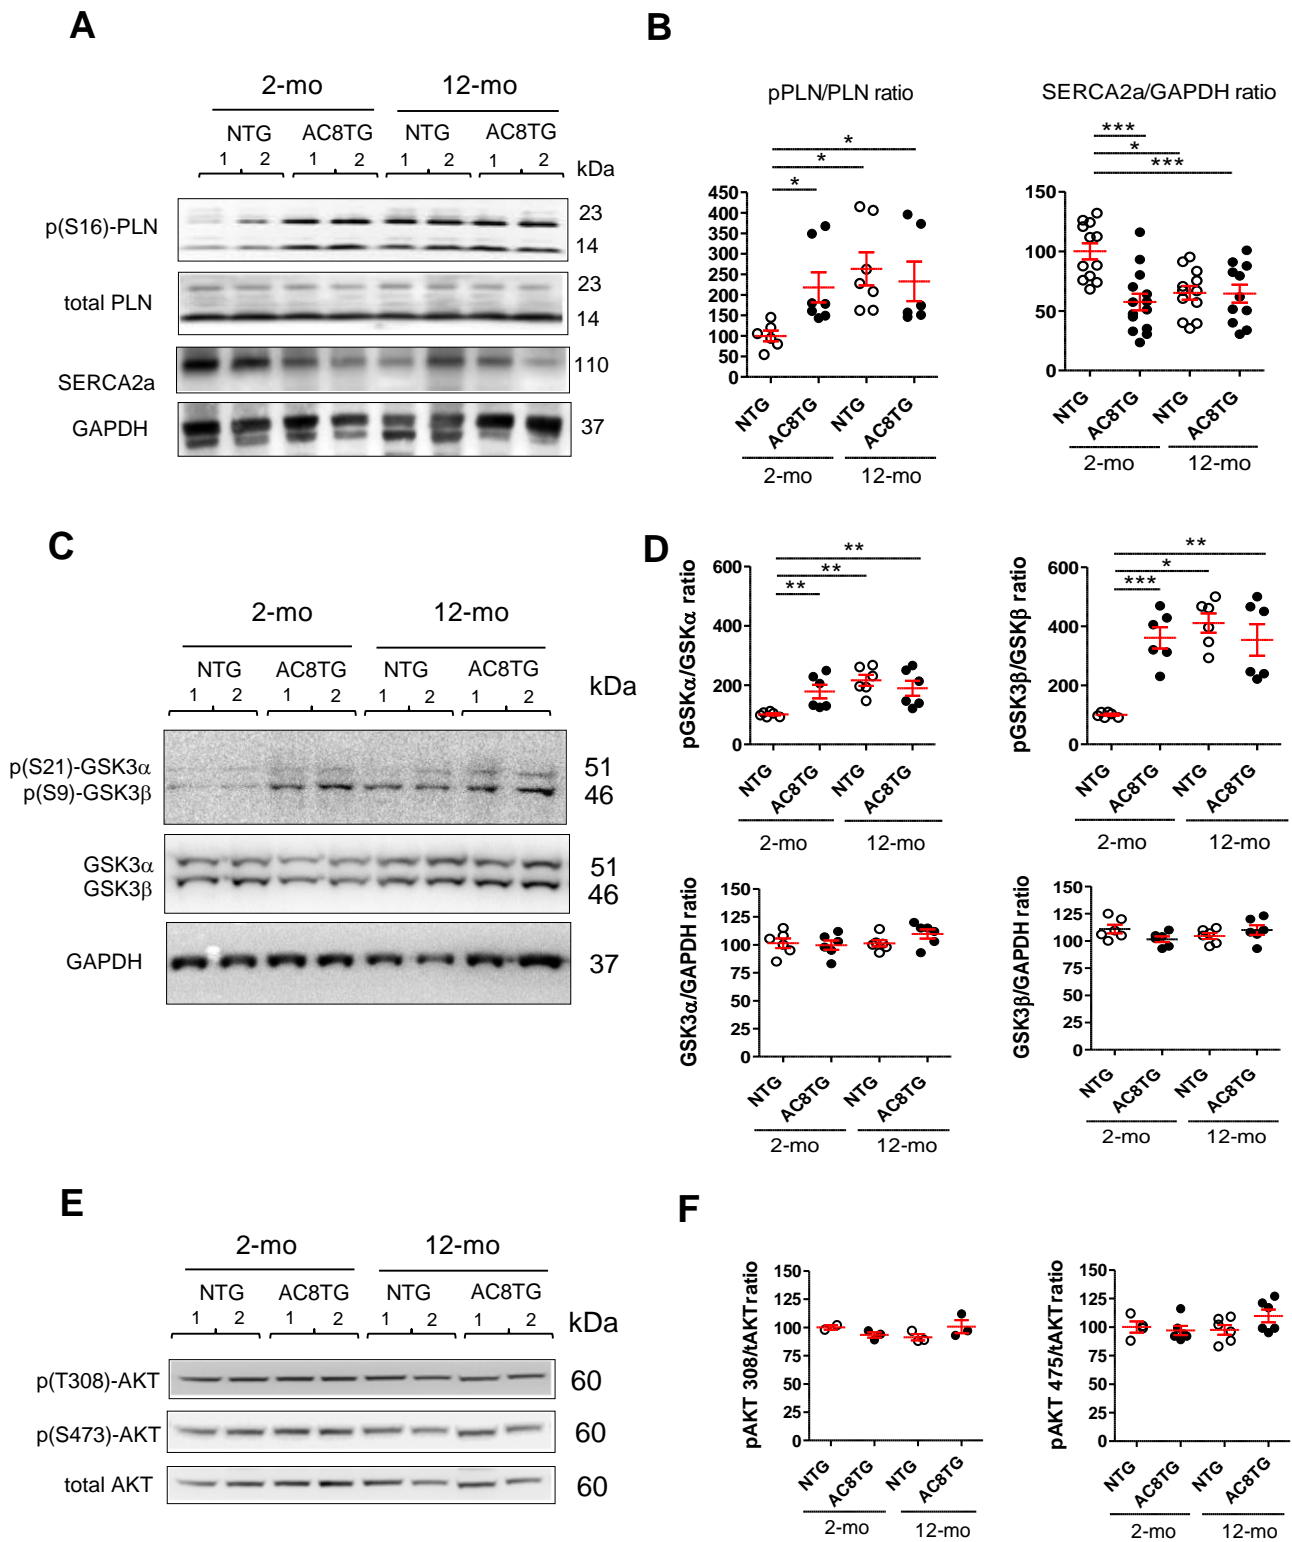 A
2-mo 12-mo
NTG AC8TG NTG AC8TG
1 2 1 2 1 2 1 2 kDa
p(S16)-PLN 23
14
total PLN 23
14
SERCA2a 110
GAPDH 37
B
pPLN/PLN ratio
*
*
*
450
400
350
300
250
200
150
100
50
0
NTG AC8TG NTG AC8TG
2-mo 12-mo
SERCA2a/GAPDH ratio
***
*
***
150
100
50
0
NTG AC8TG NTG AC8TG
2-mo 12-mo
C
2-mo 12-mo
NTG AC8TG NTG AC8TG
1 2 1 2 1 2 1 2 kDa
p(S21)-GSK3α 51
p(S9)-GSK3β 46
GSK3α 51
GSK3β 46
GAPDH 37
D
pGSKα/GSKα ratio
**
**
**
600
400
200
0
NTG AC8TG NTG AC8TG
2-mo 12-mo
pGSK3β/GSKβ ratio
**
*
***
600
400
200
0
NTG AC8TG NTG AC8TG
2-mo 12-mo
GSK3α/GAPDH ratio
150
125
100
75
50
25
0
NTG AC8TG NTG AC8TG
2-mo 12-mo
GSK3β/GAPDH ratio
150
125
100
75
50
25
0
NTG AC8TG NTG AC8TG
2-mo 12-mo
E
2-mo 12-mo
NTG AC8TG NTG AC8TG
1 2 1 2 1 2 1 2 kDa
p(T308)-AKT 60
p(S473)-AKT 60
total AKT 60
F
pAKT 308/tAKT ratio
150
125
100
75
50
25
0
NTG AC8TG NTG AC8TG
2-mo 12-mo
pAKT 475/tAKT ratio
150
125
100
75
50
25
0
NTG AC8TG NTG AC8TG
2-mo 12-mo